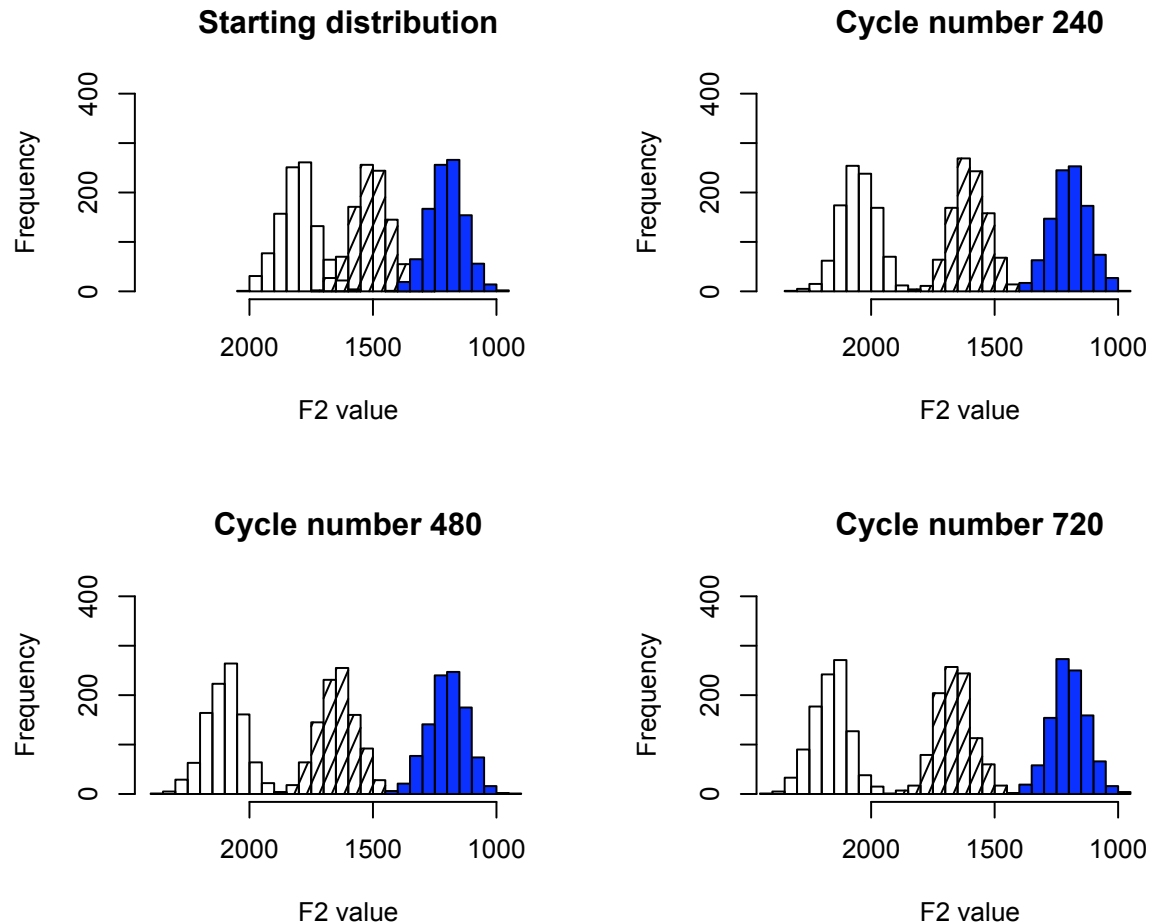 Starting distribution
Frequency
400
200
0
2000 1500 1000
F2 value
Cycle number 240
Frequency
400
200
0
2000 1500 1000
F2 value
Cycle number 480
Frequency
400
200
0
2000 1500 1000
F2 value
Cycle number 720
Frequency
400
200
0
2000 1500 1000
F2 value